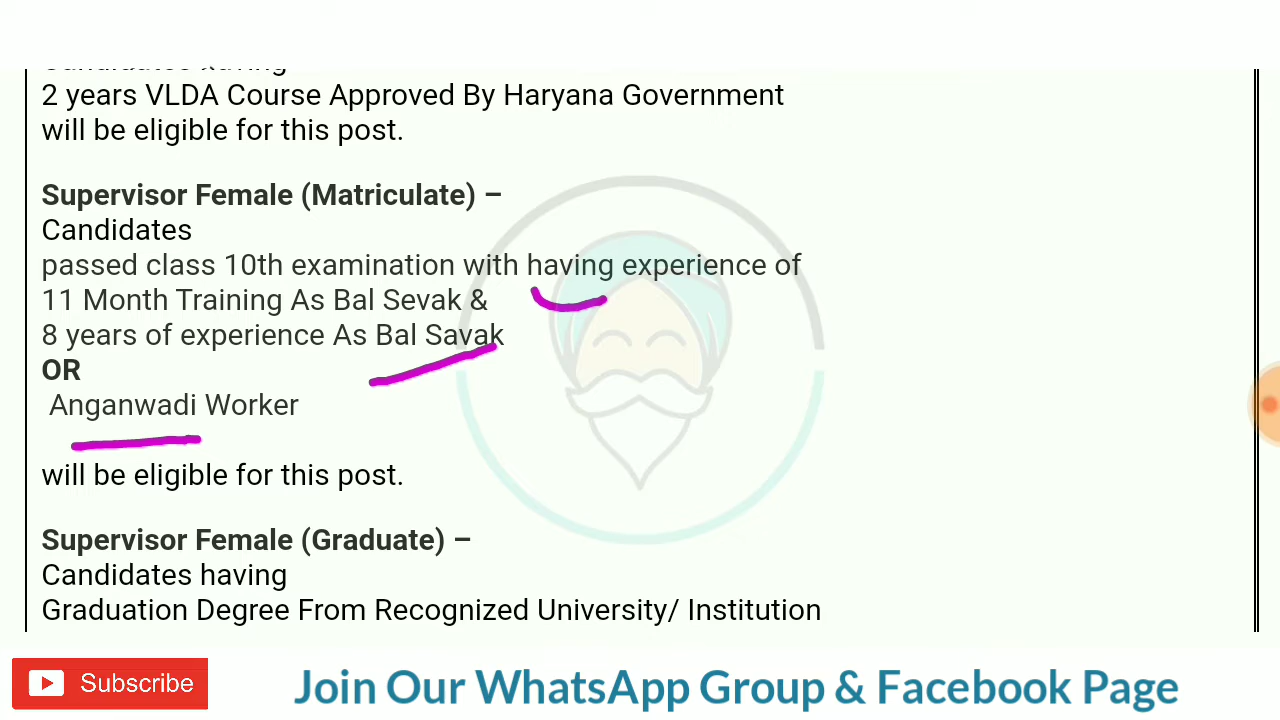 2 years VLDA Course Approved By Haryana Government
will be eligible for this post.
Supervisor Female (Matriculate) –
Candidates
passed class 10th examination with having experience of
11 Month Training As Bal Sevak &
8 years of experience As Bal Savak
OR
Anganwadi Worker
will be eligible for this post.
Supervisor Female (Graduate) –
Candidates having
Graduation Degree From Recognized University/ Institution
Subscribe
Join Our WhatsApp Group & Facebook Page